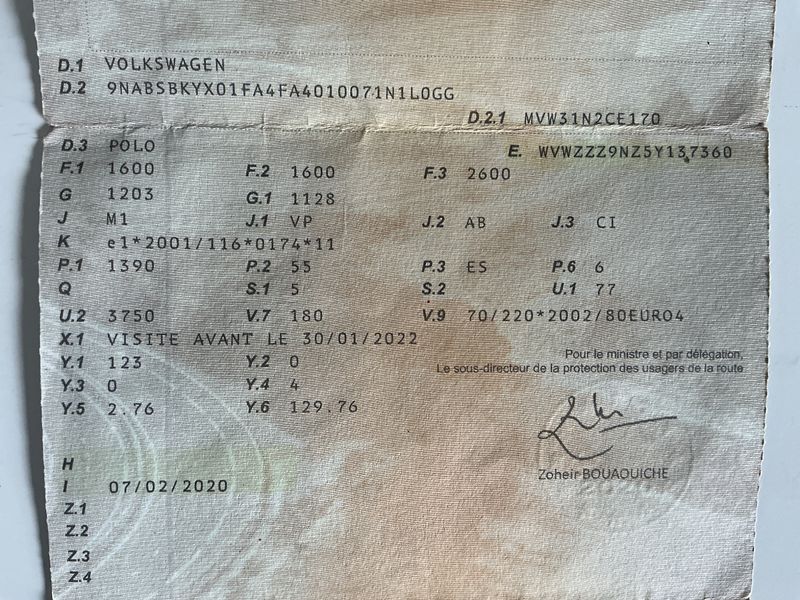 D.1 VOLKSWAGEN
D.2 9NABSBKYX01FA4FA4010071N1L0GG
D.2.1 MVW31N2CE170
D.3 POLO
E. WVWZZZ9NZ5Y137360
F.1 1600 F.2 1600 F.3 2600
G 1203 G.1 1128
J M1 J.1 VP J.2 AB J.3 CI
K e1*2001/116*0174*11
P.1 1390 P.2 55 P.3 ES P.6 6
Q S.1 5 S.2 U.1 77
U.2 3750 V.7 180 V.9 70/220*2002/80EURO4
X.1 VISITE AVANT LE 30/01/2022
Y.1 123 Y.2 0
Pour le ministre et par délégation,
Le sous-directeur de la protection des usagers de la route
Y.3 0 Y.4 4
Y.5 2.76 Y.6 129.76
Zoheir BOUAOUICHE
H
I 07/02/2020
Z.1
Z.2
Z.3
Z.4